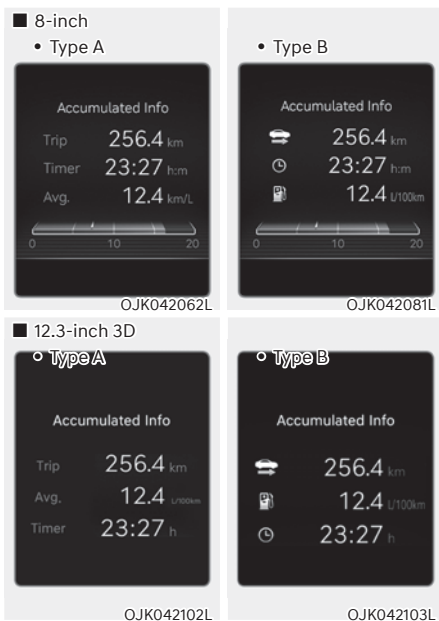 ■ 8-inch
• Type A
Accumulated Info
Trip 256.4 km
Timer 23:27 h:m
Avg. 12.4 km/L
0 10 20
OJK042062L
• Type B
Accumulated Info
256.4 km
23:27 h:m
12.4 L/100km
0 10 20
OJK042081L
■ 12.3-inch 3D
• Type A
Accumulated Info
Trip 256.4 km
Avg. 12.4 L/100km
Timer 23:27 h
OJK042102L
• Type B
Accumulated Info
256.4 km
12.4 L/100km
23:27 h
OJK042103L